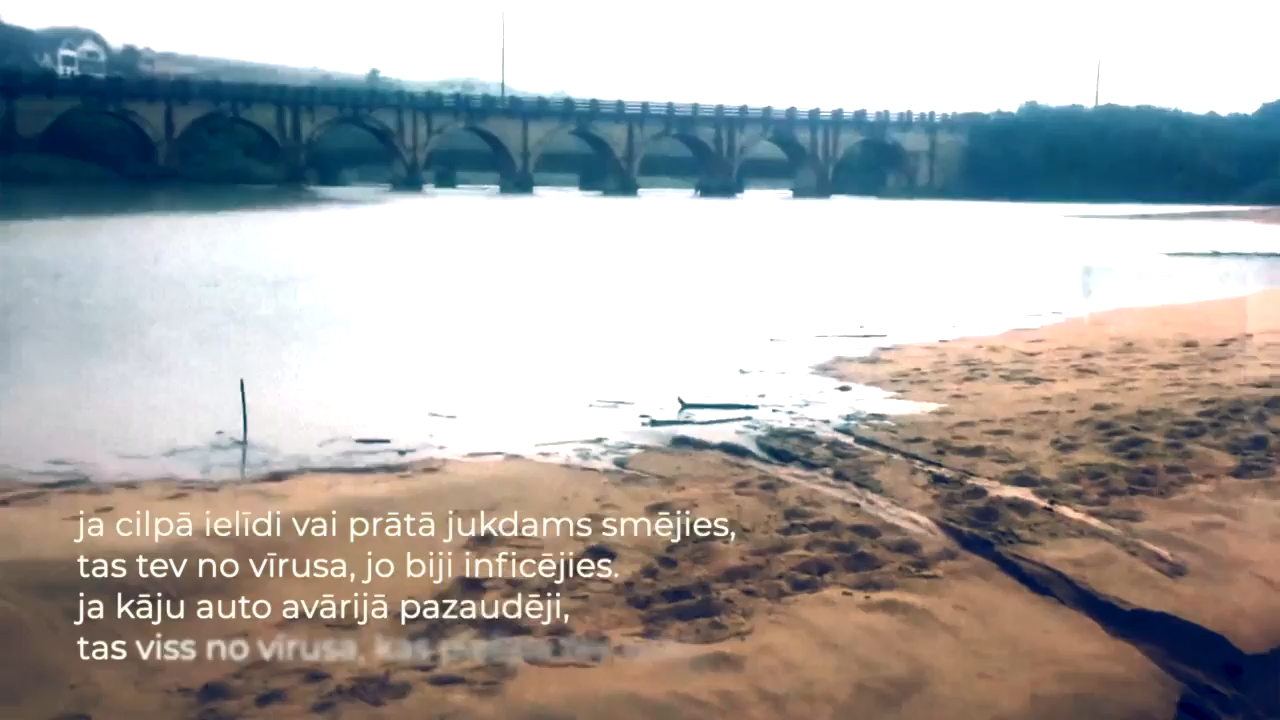 ja cilpā ielīdi vai prātā jukdams smējies,
tas tev no vīrusa, jo biji inficējies.
ja kāju auto avārijā pazaudēji,
tas viss no vīrusa, kas